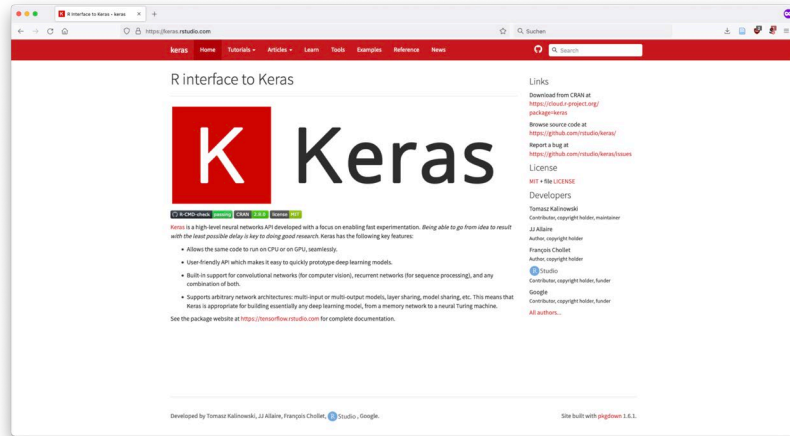 R interface to Keras – keras
https://keras.rstudio.com
Suchen
keras Home Tutorials Articles Learn Tools Examples Reference News
Search
R interface to Keras
K Keras
R-CMD-check passing CRAN 2.9.0 license MIT
Keras is a high-level neural networks API developed with a focus on enabling fast experimentation. Being able to go from idea to result
with the least possible delay is key to doing good research. Keras has the following key features:
• Allows the same code to run on CPU or on GPU, seamlessly.
• User-friendly API which makes it easy to quickly prototype deep learning models.
• Built-in support for convolutional networks (for computer vision), recurrent networks (for sequence processing), and any
combination of both.
• Supports arbitrary network architectures: multi-input or multi-output models, layer sharing, model sharing, etc. This means that
Keras is appropriate for building essentially any deep learning model, from a memory network to a neural Turing machine.
See the package website at https://tensorflow.rstudio.com for complete documentation.
Links
Download from CRAN at
https://cloud.r-project.org/
package=keras
Browse source code at
https://github.com/rstudio/keras/
Report a bug at
https://github.com/rstudio/keras/issues
License
MIT + file LICENSE
Developers
Tomasz Kalinowski
Contributor, copyright holder, maintainer
JJ Allaire
Author, copyright holder
François Chollet
Author, copyright holder
R Studio
Contributor, copyright holder, funder
Google
Contributor, copyright holder, funder
All authors...
Developed by Tomasz Kalinowski, JJ Allaire, François Chollet, R Studio , Google.
Site built with pkgdown 1.6.1.